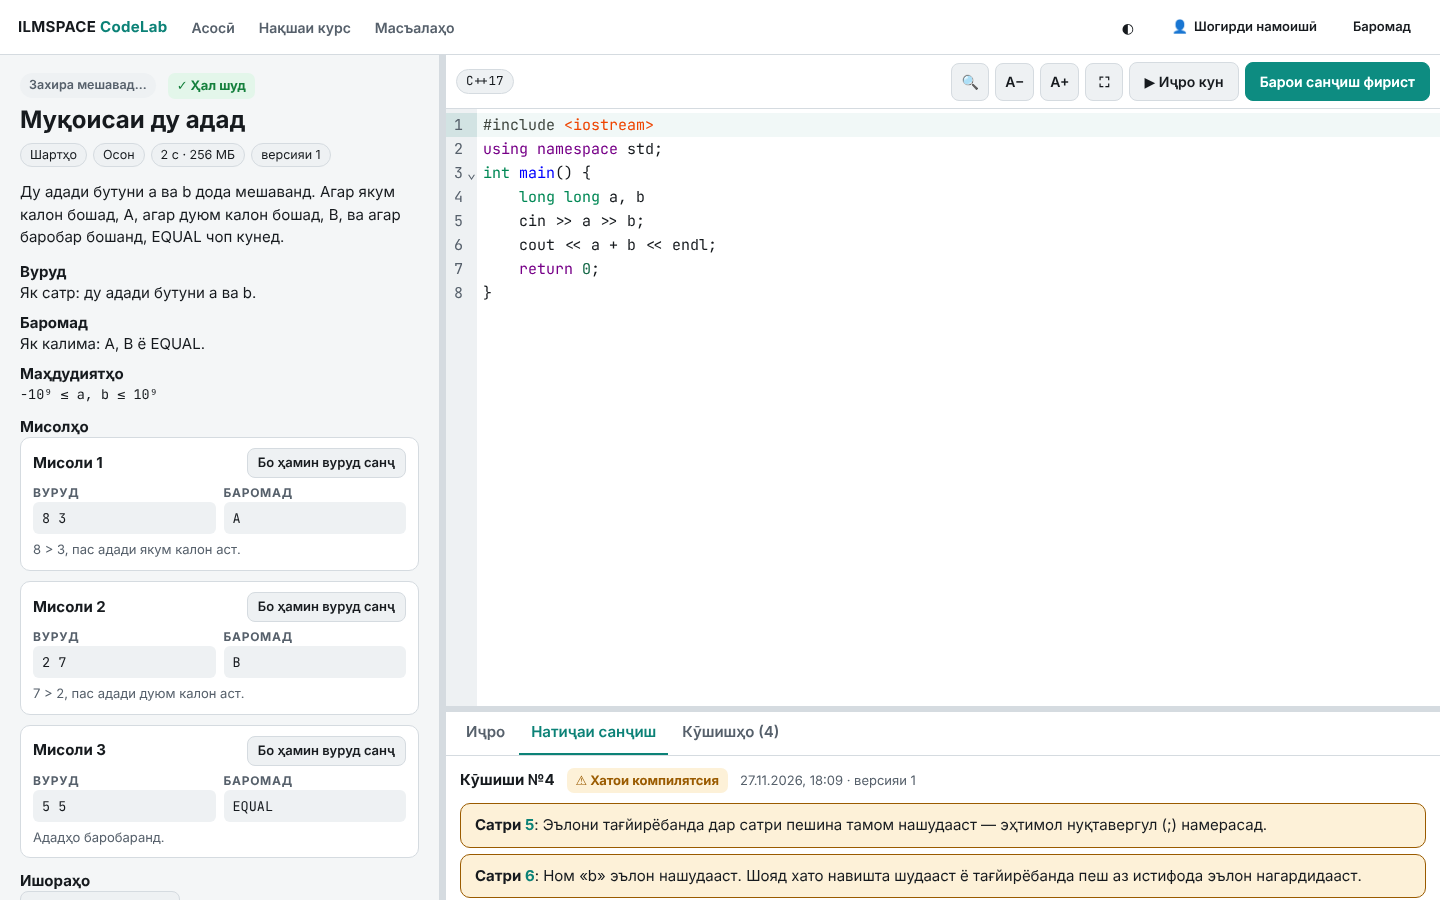 ILMSPACE CodeLab Асосӣ Нақшаи курс Масъалаҳо ◐ 👤 Шогирди намоишӣ Баромад
Захира мешавад... ✓ Ҳал шуд
Муқоисаи ду адад
Шартҳо Осон 2 с · 256 МБ версияи 1
Ду адади бутуни a ва b дода мешаванд. Агар якум
калон бошад, A, агар дуюм калон бошад, B, ва агар
баробар бошанд, EQUAL чоп кунед.
Вуруд
Як сатр: ду адади бутуни a ва b.
Баромад
Як калима: A, B ё EQUAL.
Маҳдудиятҳо
-10⁹ ≤ a, b ≤ 10⁹
Мисолҳо
Мисоли 1 Бо ҳамин вуруд санҷ
ВУРУД БАРОМАД
8 3 A
8 > 3, пас адади якум калон аст.
Мисоли 2 Бо ҳамин вуруд санҷ
ВУРУД БАРОМАД
2 7 B
7 > 2, пас адади дуюм калон аст.
Мисоли 3 Бо ҳамин вуруд санҷ
ВУРУД БАРОМАД
5 5 EQUAL
Ададҳо баробаранд.
Ишораҳо
C++17 🔍 A− A+ ⛶ ▶ Иҷро кун Барои санҷиш фирист
1 #include <iostream>
2 using namespace std;
3 int main() {
4 long long a, b
5 cin >> a >> b;
6 cout << a + b << endl;
7 return 0;
8 }
Иҷро Натиҷаи санҷиш Кӯшишҳо (4)
Кӯшиши №4 ⚠ Хатои компилятсия 27.11.2026, 18:09 · версияи 1
Сатри 5: Эълони тағйирёбанда дар сатри пешина тамом нашудааст — эҳтимол нуқтавергул (;) намерасад.
Сатри 6: Ном «b» эълон нашудааст. Шояд хато навишта шудааст ё тағйирёбанда пеш аз истифода эълон нагардидааст.